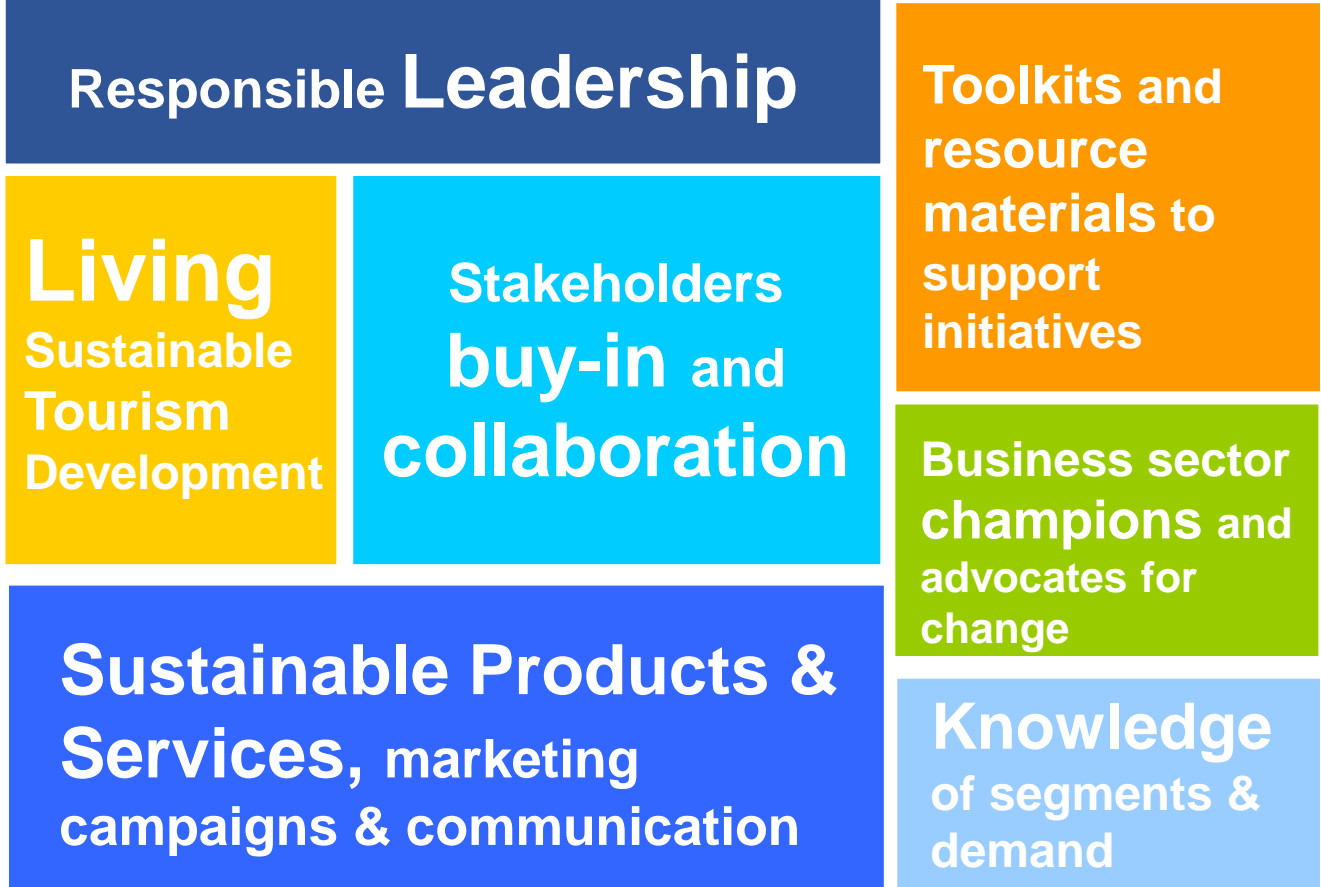 Responsible Leadership
Living
Sustainable
Tourism
Development
Stakeholders
buy-in and
collaboration
Sustainable Products &
Services, marketing
campaigns & communication
Toolkits and
resource
materials to
support
initiatives
Business sector
champions and
advocates for
change
Knowledge
of segments &
demand